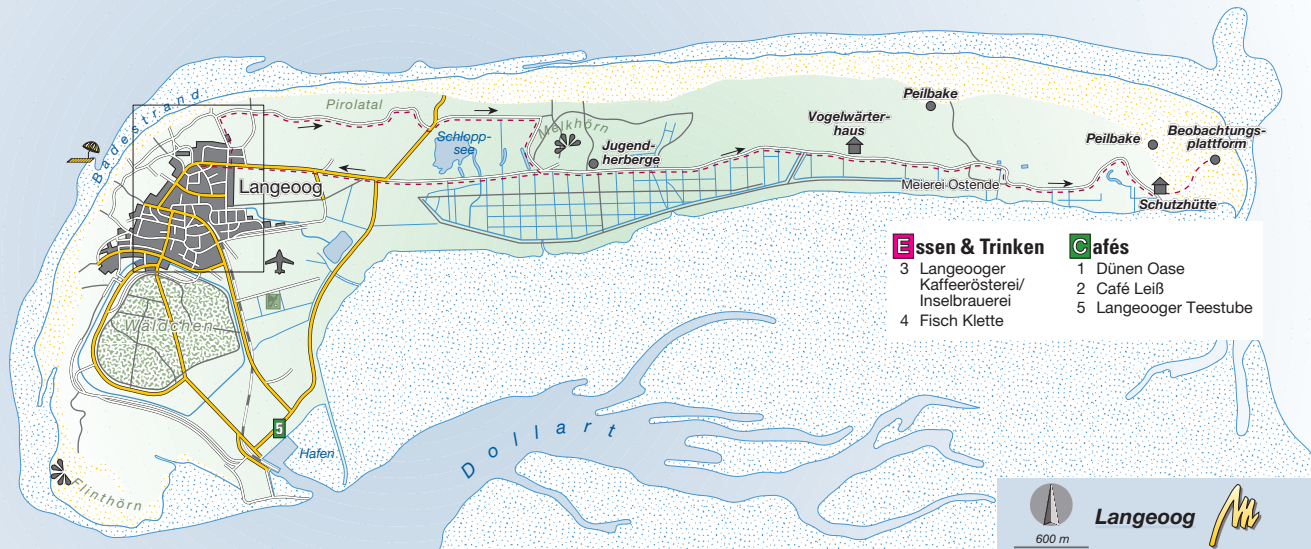 Badestrand
Pirolatal
Schlopp-
see
Melkhörn
Jugend-
herberge
Vogelwärter-
haus
Peilbake
Peilbake
Beobachtungs-
plattform
Langeoog
Meierei Ostende
Schutzhütte
Essen & Trinken
3 Langeooger
Kaffeerösterei/
Inselbrauerei
4 Fisch Klette
Cafés
1 Dünen Oase
2 Café Leiß
5 Langeooger Teestube
Wäldchen
5
Hafen
Dollart
Flinthörn
600 m
Langeoog
M